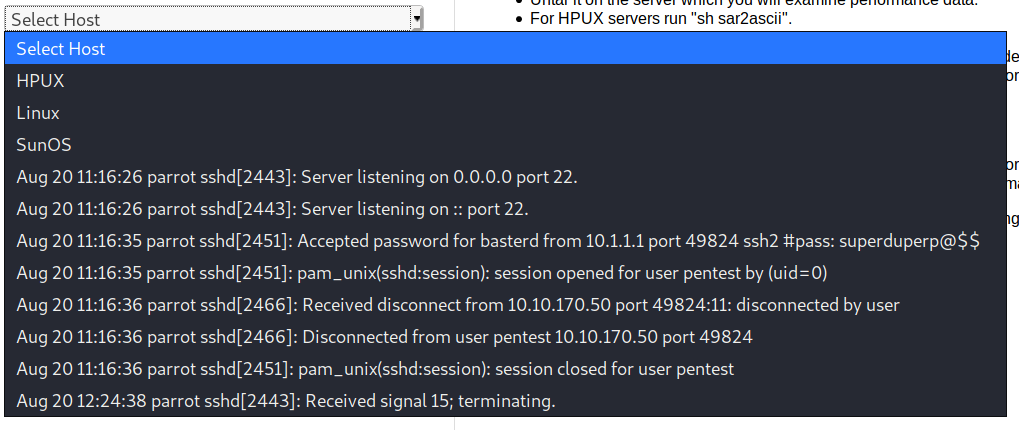 Select Host
Untar it on the server which you will examine performance data.
For HPUX servers run "sh sar2ascii".
Select Host
HPUX
Linux
SunOS
Aug 20 11:16:26 parrot sshd[2443]: Server listening on 0.0.0.0 port 22.
Aug 20 11:16:26 parrot sshd[2443]: Server listening on :: port 22.
Aug 20 11:16:35 parrot sshd[2451]: Accepted password for basterd from 10.1.1.1 port 49824 ssh2 #pass: superduperp@$$
Aug 20 11:16:35 parrot sshd[2451]: pam_unix(sshd:session): session opened for user pentest by (uid=0)
Aug 20 11:16:36 parrot sshd[2466]: Received disconnect from 10.10.170.50 port 49824:11: disconnected by user
Aug 20 11:16:36 parrot sshd[2466]: Disconnected from user pentest 10.10.170.50 port 49824
Aug 20 11:16:36 parrot sshd[2451]: pam_unix(sshd:session): session closed for user pentest
Aug 20 12:24:38 parrot sshd[2443]: Received signal 15; terminating.